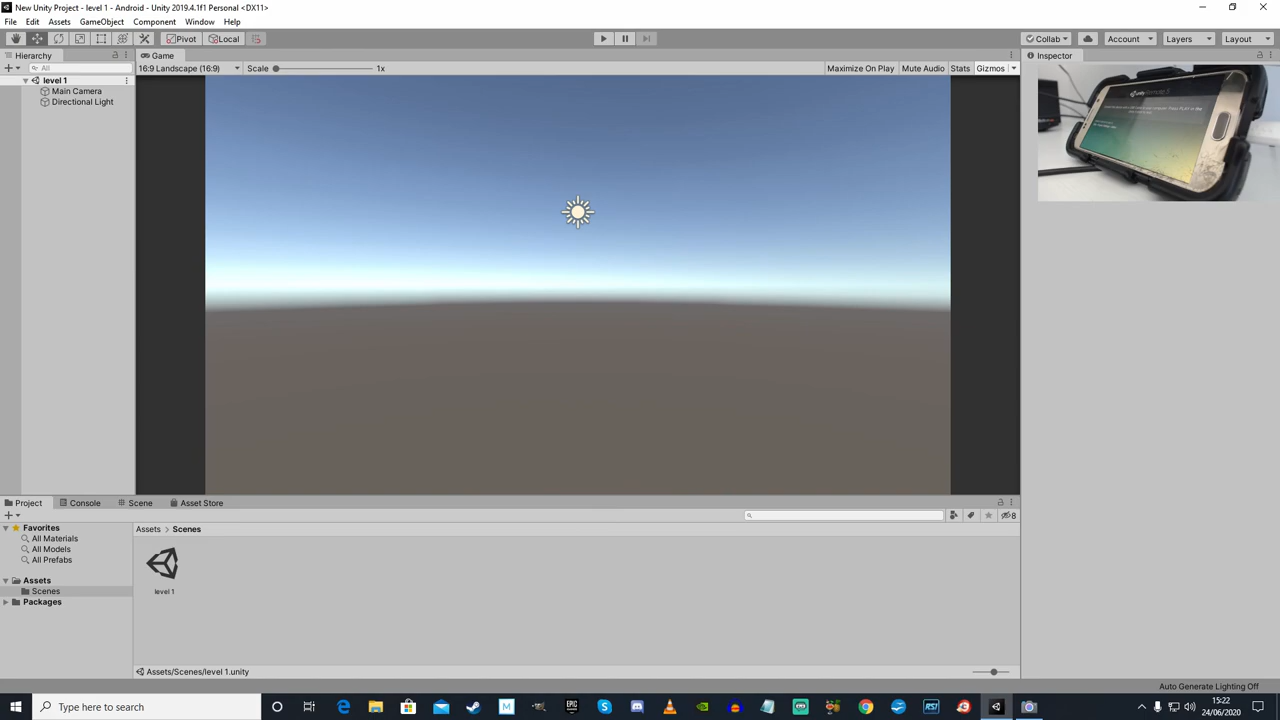 New Unity Project - level 1 - Android - Unity 2019.4.1f1 Personal <DX11>
File Edit Assets GameObject Component Window Help
Pivot Local Collab Account Layers Layout
Hierarchy Game Inspector
All 16:9 Landscape (16:9) Scale 1x Maximize On Play Mute Audio Stats Gizmos
level 1
Main Camera
Directional Light
unity
Project Console Scene Asset Store
8
Favorites Assets > Scenes
All Materials
All Models
All Prefabs
Assets
Scenes level 1
Packages
Assets/Scenes/level 1.unity
Auto Generate Lighting Off
Type here to search M EPIC RSI 15:22
24/06/2020